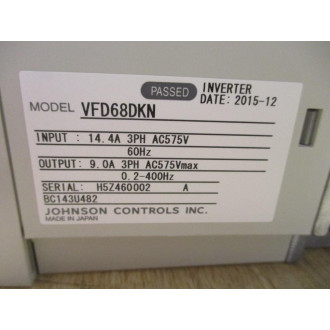 PASSED
INVERTER
DATE: 2015-12
MODEL VFD68DKN
INPUT : 14.4A 3PH AC575V
60Hz
OUTPUT: 9.0A 3PH AC575Vmax
0.2-400Hz
SERIAL: H5Z460002 A
BC143U482
JOHNSON CONTROLS INC.
MADE IN JAPAN